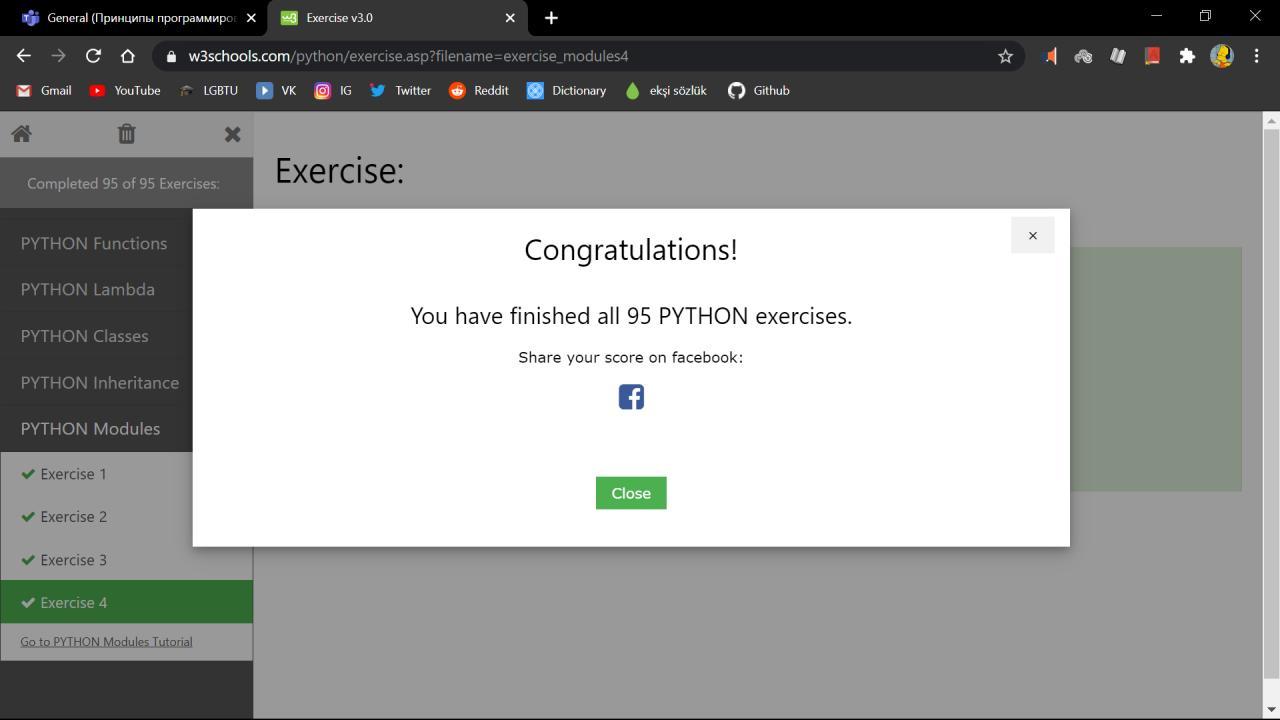 General (Принципы программиров
Exercise v3.0
w3schools.com/python/exercise.asp?filename=exercise_modules4
Gmail YouTube LGBTU VK IG Twitter Reddit Dictionary ekşi sözlük Github
Completed 95 of 95 Exercises:
PYTHON Functions
PYTHON Lambda
PYTHON Classes
PYTHON Inheritance
PYTHON Modules
Exercise 1
Exercise 2
Exercise 3
Exercise 4
Go to PYTHON Modules Tutorial
Exercise:
Congratulations!
You have finished all 95 PYTHON exercises.
Share your score on facebook:
Close